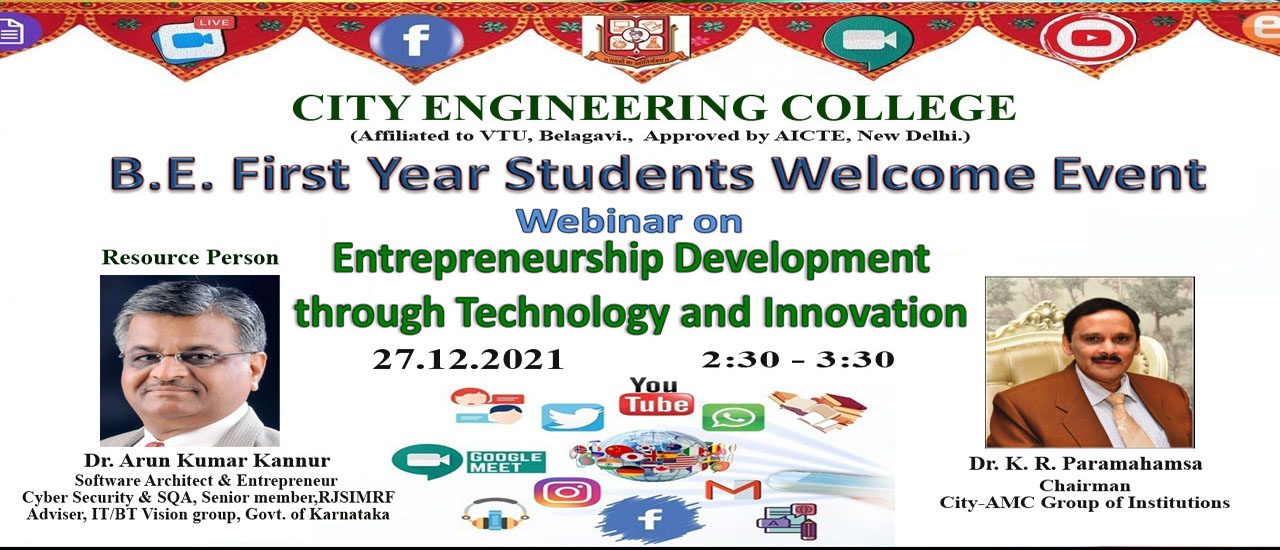 LIVE
CITY ENGINEERING COLLEGE
(Affiliated to VTU, Belagavi., Approved by AICTE, New Delhi.)
B.E. First Year Students Welcome Event
Webinar on
Entrepreneurship Development
through Technology and Innovation
27.12.2021 2:30 - 3:30
Resource Person
Dr. Arun Kumar Kannur
Software Architect & Entrepreneur
Cyber Security & SQA, Senior member,RJSIMRF
Adviser, IT/BT Vision group, Govt. of Karnataka
You
Tube
GOOGLE
MEET
Dr. K. R. Paramahamsa
Chairman
City-AMC Group of Institutions